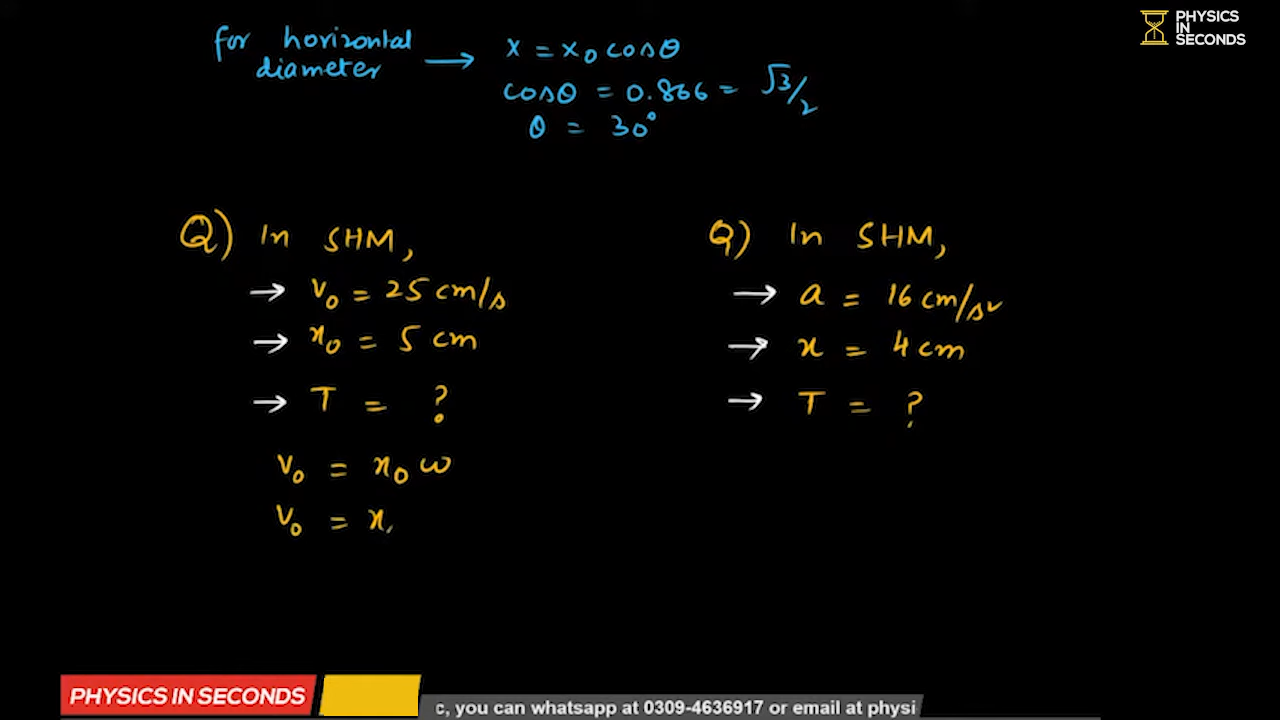 for horizontal
diameter → x = x₀ cosθ
cosθ = 0.866 = √3/2
θ = 30°
PHYSICS
IN
SECONDS
Q) In SHM,
→ v₀ = 25 cm/s
→ x₀ = 5 cm
→ T = ?
v₀ = x₀ ω
v₀ = x
Q) In SHM,
→ a = 16 cm/s²
→ x = 4 cm
→ T = ?
PHYSICS IN SECONDS
c, you can whatsapp at 0309-4636917 or email at physi